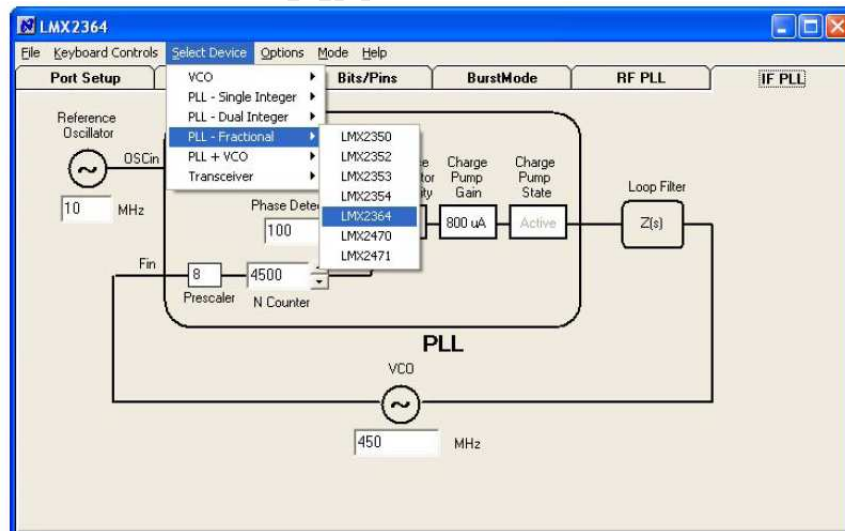 LMX2364
File Keyboard Controls Select Device Options Mode Help
Port Setup Bits/Pins BurstMode RF PLL IF PLL
VCO
PLL - Single Integer
PLL - Dual Integer
PLL - Fractional
PLL + VCO
Transceiver
LMX2350
LMX2352
LMX2353
LMX2354
LMX2364
LMX2470
LMX2471
Reference
Oscillator
OSCin
10 MHz
Charge
Pump
Gain
800 uA
Charge
Pump
State
Active
Loop Filter
Z(s)
100
Fin
8
Prescaler
4500
N Counter
PLL
VCO
450 MHz